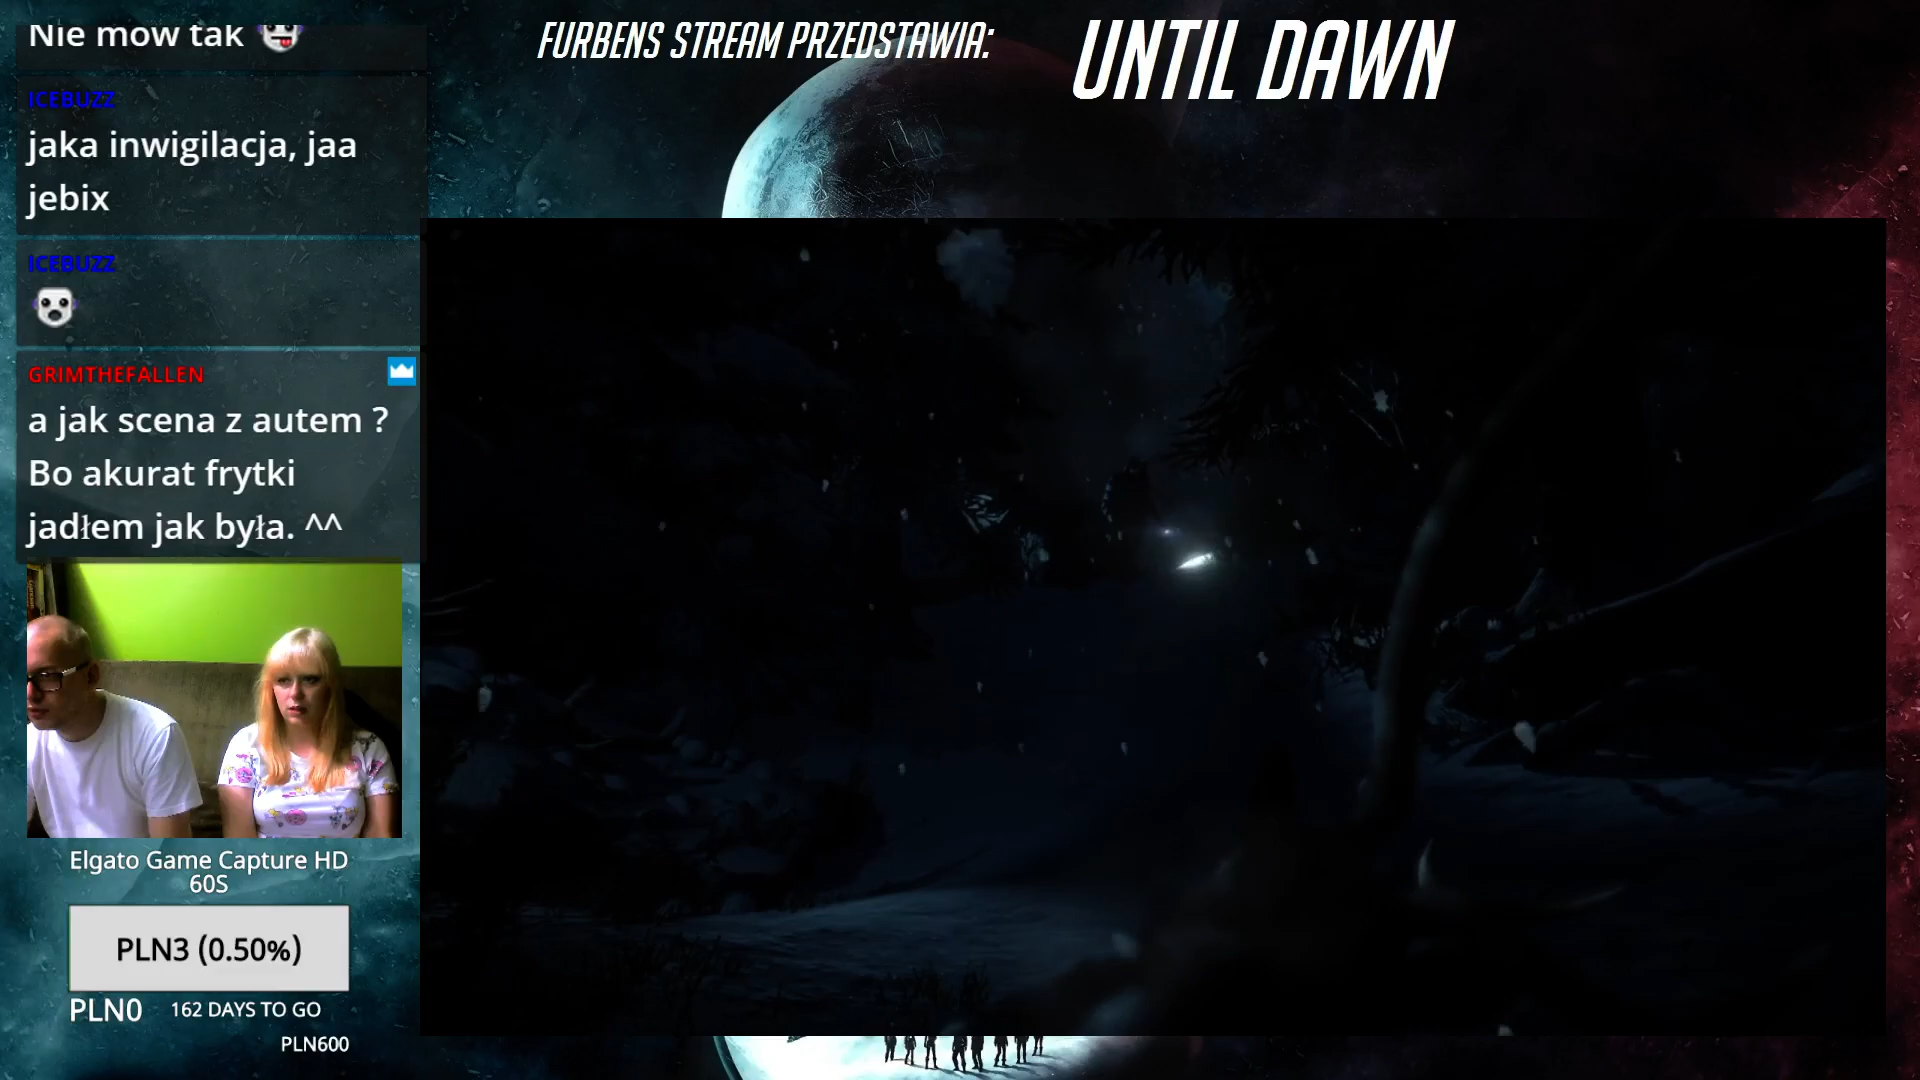 Nie mow tak
FURBENS STREAM PRZEDSTAWIA:
UNTIL DAWN
ICEBUZZ
jaka inwigilacja, jaa
jebix
ICEBUZZ
GRIMTHEFALLEN
a jak scena z autem ?
Bo akurat frytki
jadłem jak była. ^^
Elgato Game Capture HD
60S
PLN3 (0.50%)
PLN0 162 DAYS TO GO
PLN600